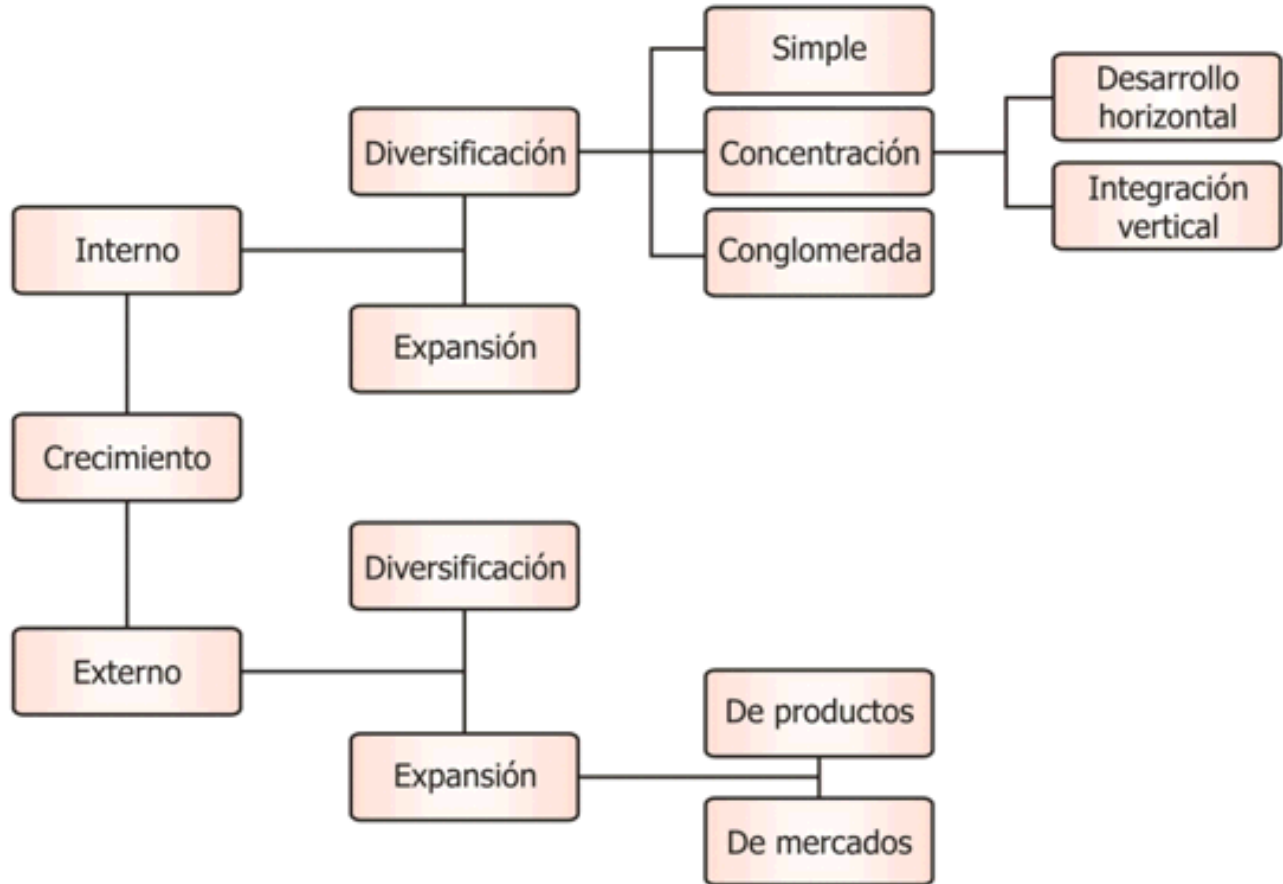 Simple
Desarrollo
horizontal
Diversificación
Concentración
Integración
vertical
Interno
Conglomerada
Expansión
Crecimiento
Diversificación
Externo
De productos
Expansión
De mercados